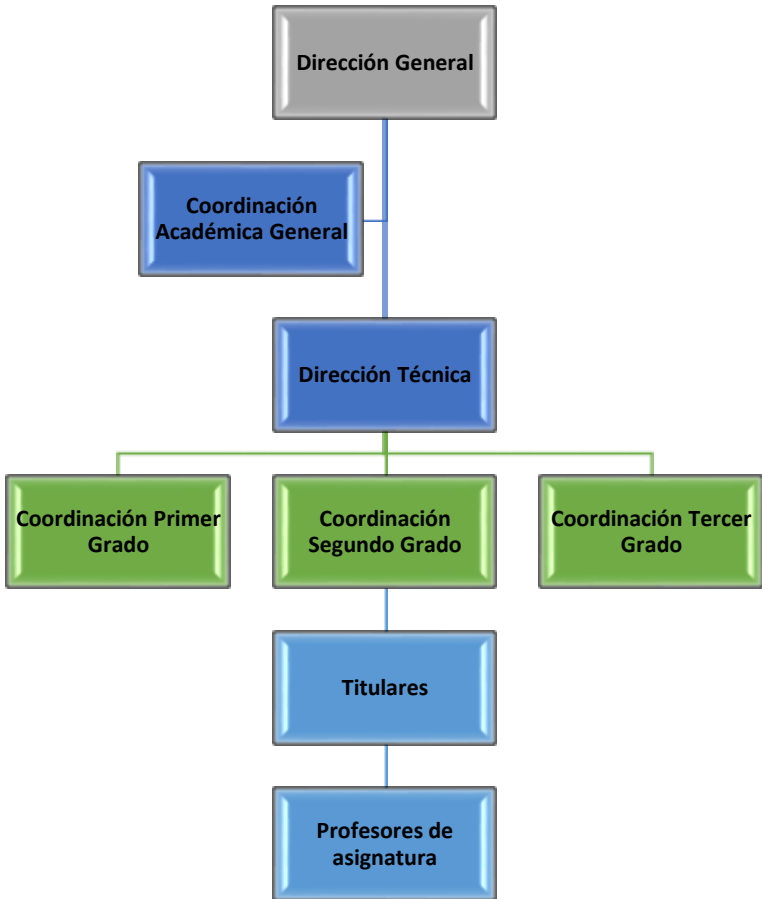 Dirección General
Coordinación
Académica General
Dirección Técnica
Coordinación Primer
Grado
Coordinación
Segundo Grado
Coordinación Tercer
Grado
Titulares
Profesores de
asignatura